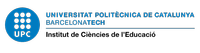 UNIVERSITAT POLITÈCNICA DE CATALUNYA
BARCELONATECH
UPC
Institut de Ciències de l'Educació